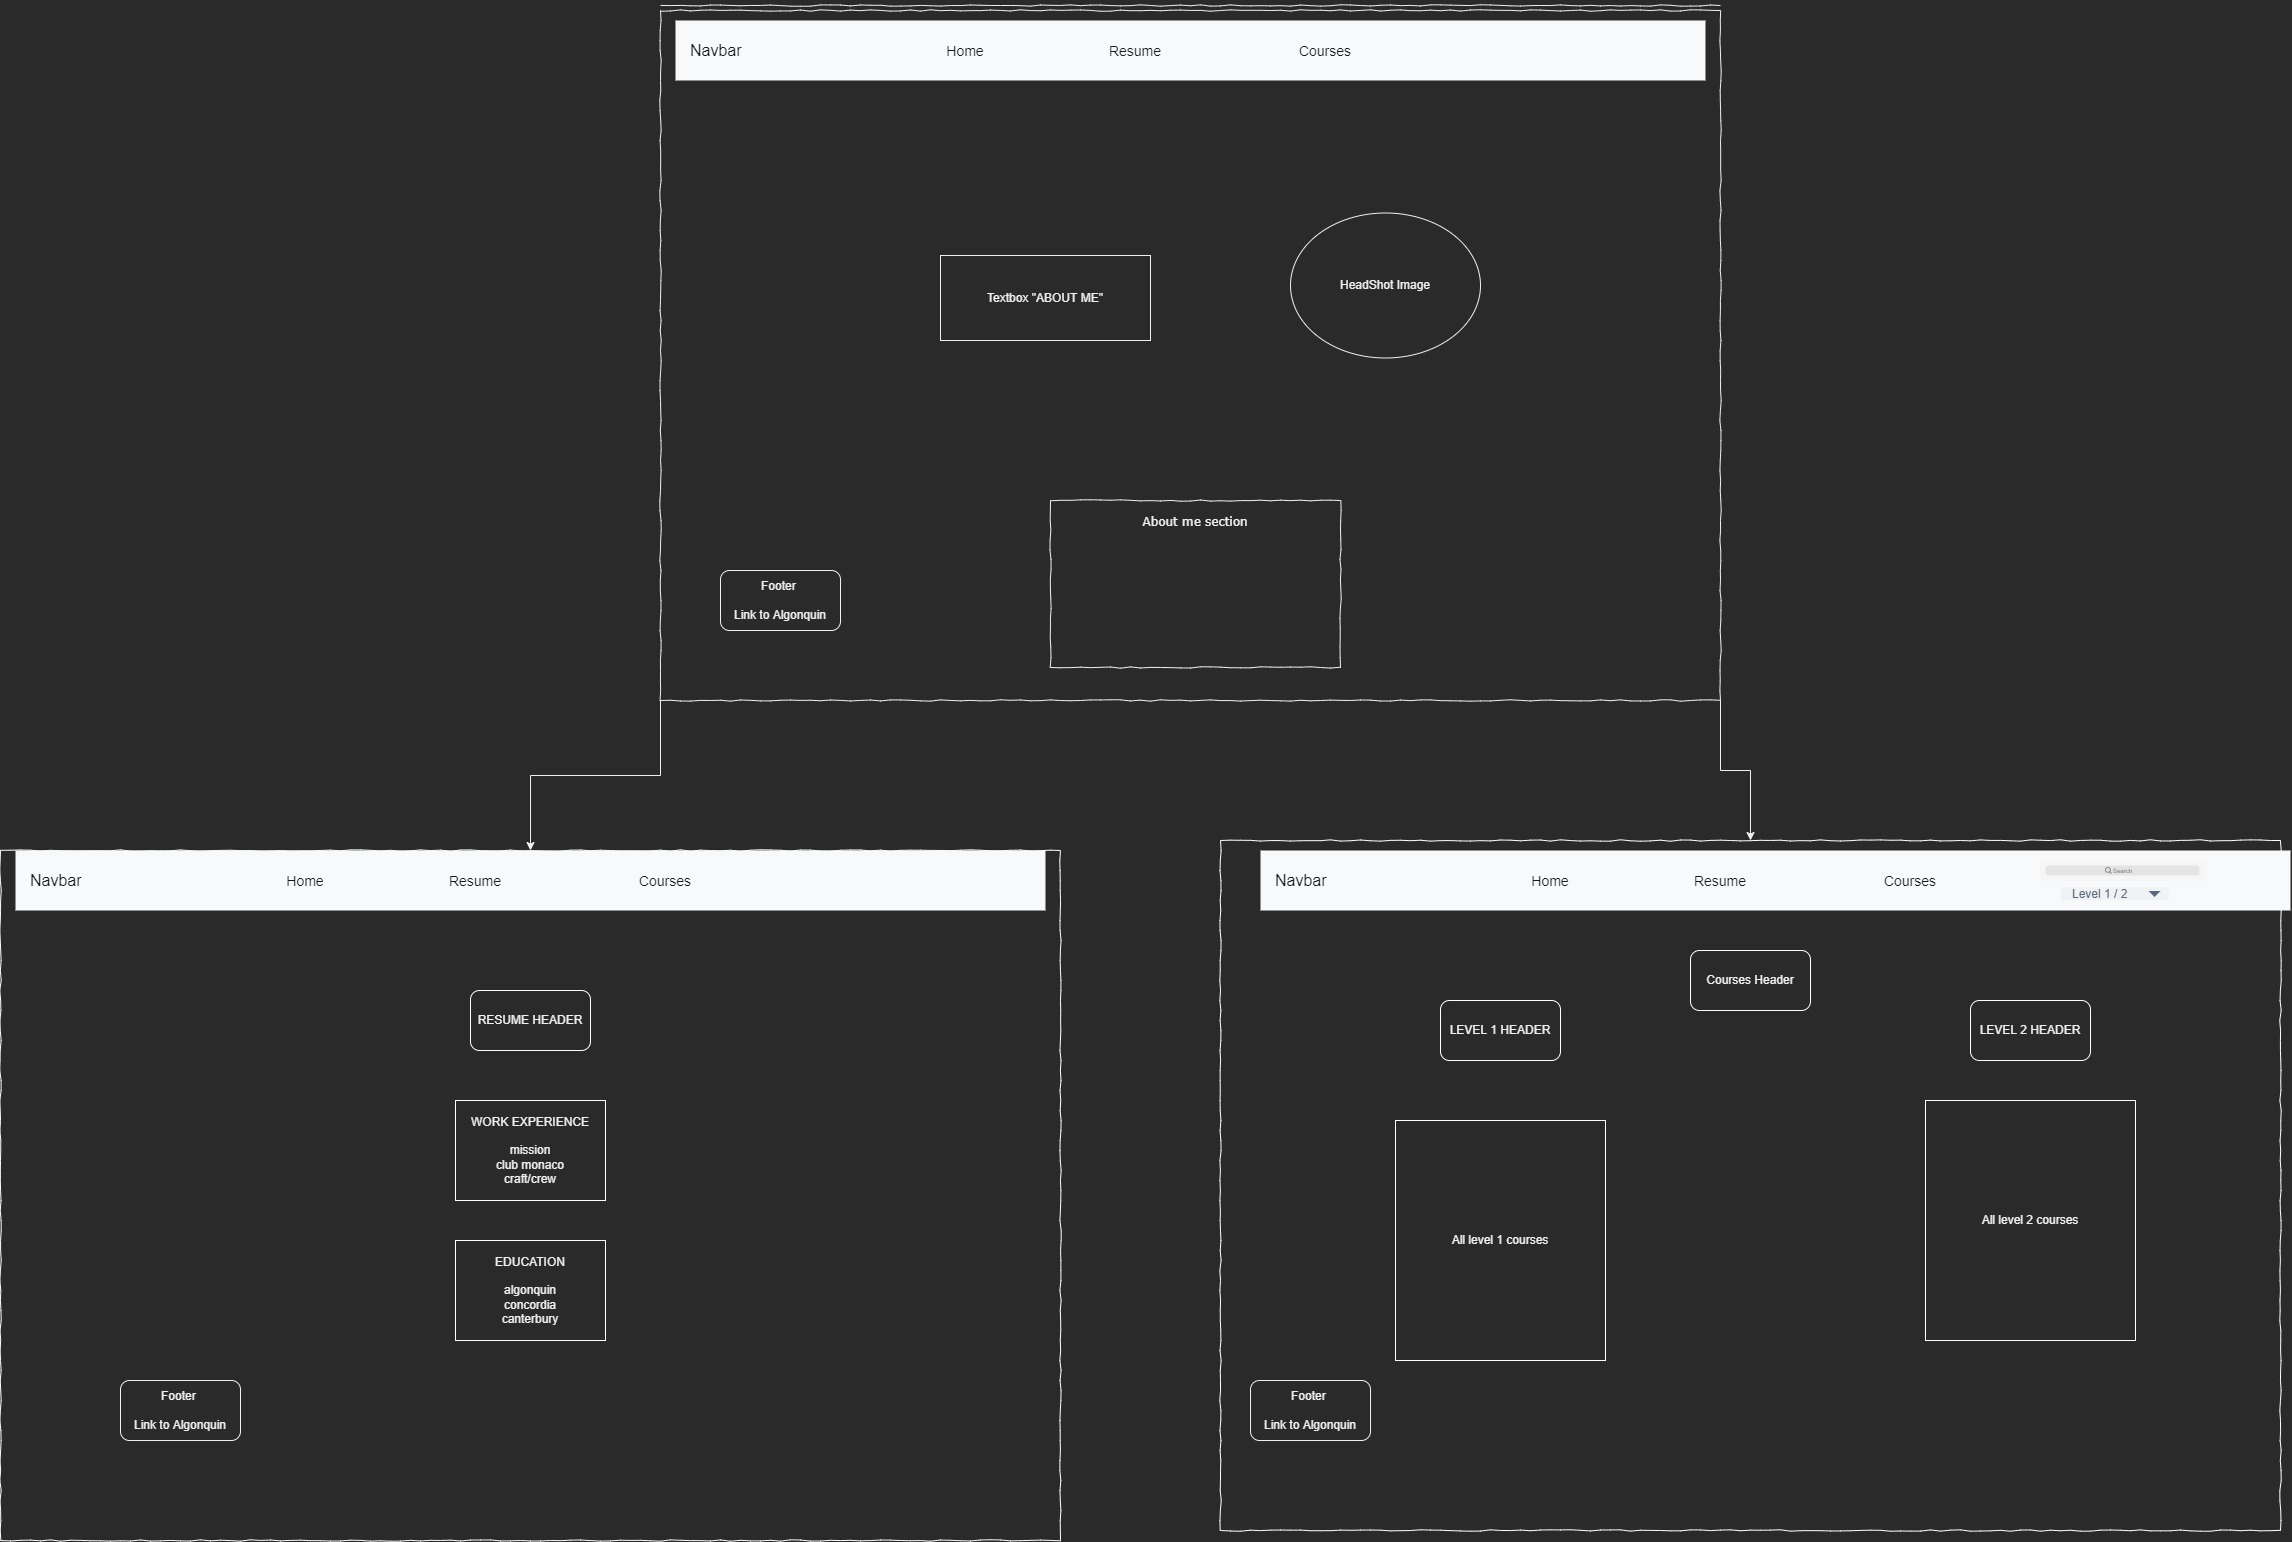 Navbar
Home
Resume
Courses
Textbox "ABOUT ME"
HeadShot Image
About me section
Footer
Link to Algonquin
Navbar
Home
Resume
Courses
RESUME HEADER
WORK EXPERIENCE
mission
club monaco
craft/crew
EDUCATION
algonquin
concordia
canterbury
Footer
Link to Algonquin
Navbar
Home
Resume
Courses
Search
Level 1 / 2
Courses Header
LEVEL 1 HEADER
LEVEL 2 HEADER
All level 1 courses
All level 2 courses
Footer
Link to Algonquin